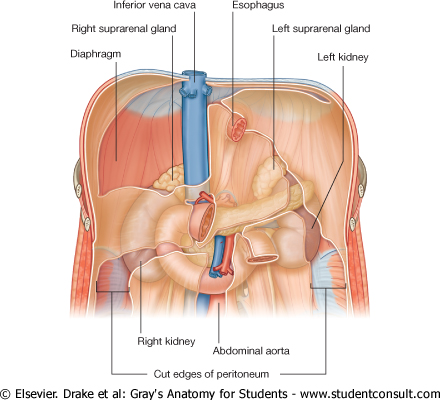 Inferior vena cava
Esophagus
Right suprarenal gland
Left suprarenal gland
Diaphragm
Left kidney
Right kidney
Abdominal aorta
Cut edges of peritoneum
© Elsevier. Drake et al: Gray's Anatomy for Students - www.studentconsult.com